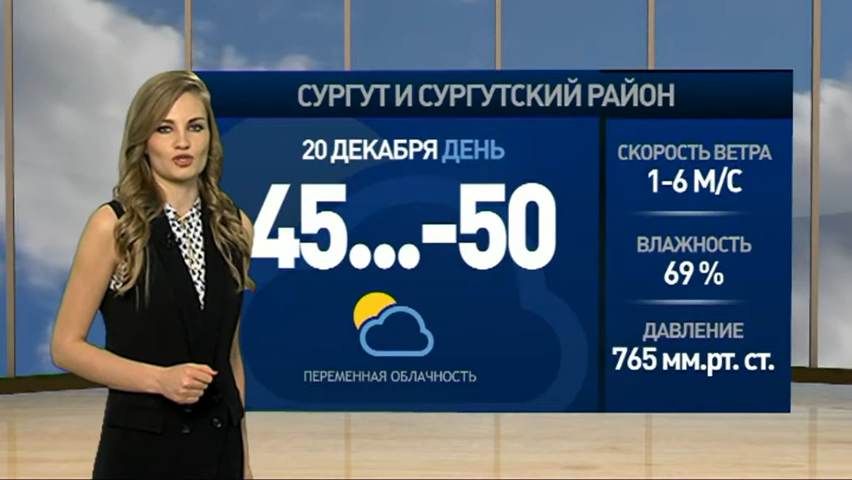 СУРГУТ И СУРГУТСКИЙ РАЙОН
20 ДЕКАБРЯ ДЕНЬ
45...-50
ПЕРЕМЕННАЯ ОБЛАЧНОСТЬ
СКОРОСТЬ ВЕТРА
1-6 М/С
ВЛАЖНОСТЬ
69 %
ДАВЛЕНИЕ
765 мм.рт. ст.